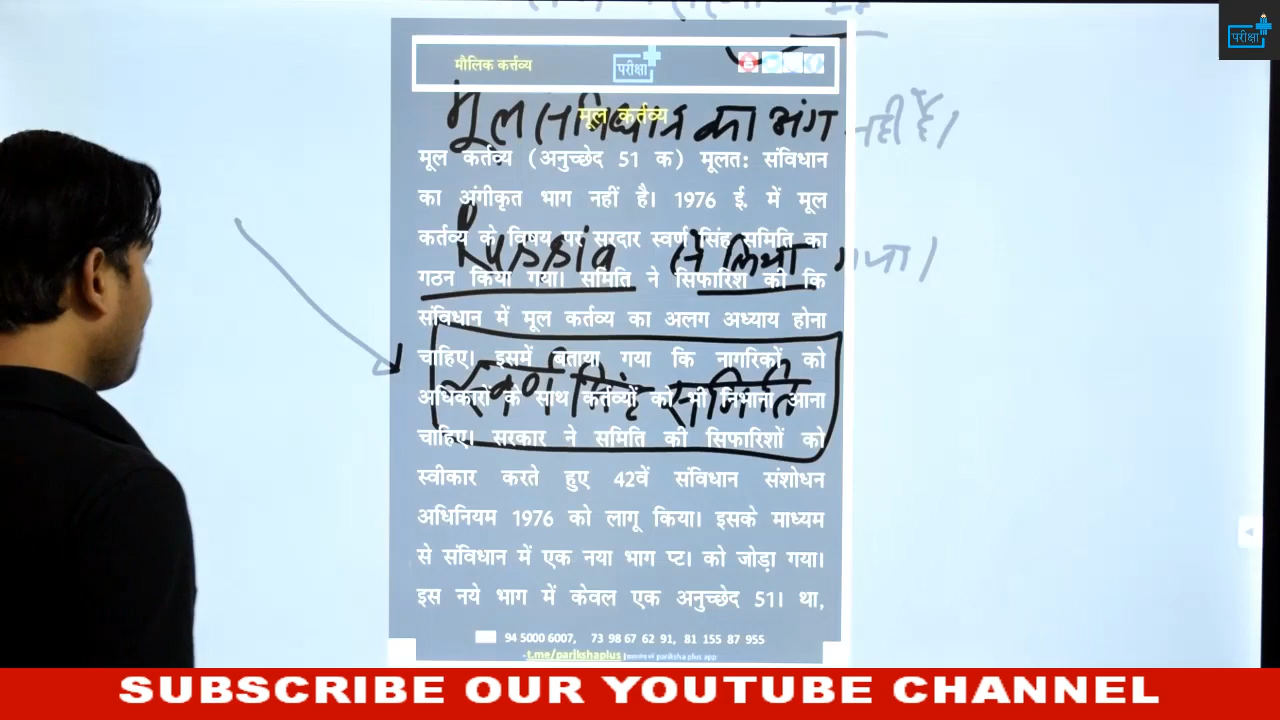 परीक्षा
मौलिक कर्त्तव्य
परीक्षा
मूल संविधान का अंग नहीं है।
मूल कर्तव्य
मूल कर्तव्य (अनुच्छेद 51 क) मूलत: संविधान
का अंगीकृत भाग नहीं है। 1976 ई. में मूल
कर्तव्य के विषय पर सरदार स्वर्ण सिंह समिति का
Russia से लिया गया।
गठन किया गया। समिति ने सिफारिश की कि
संविधान में मूल कर्तव्य का अलग अध्याय होना
चाहिए। इसमें बताया गया कि नागरिकों को
स्वर्ण सिंह समिति
अधिकारों के साथ कर्तव्यों को भी निभाना आना
चाहिए। सरकार ने समिति की सिफारिशों को
स्वीकार करते हुए 42वें संविधान संशोधन
अधिनियम 1976 को लागू किया। इसके माध्यम
से संविधान में एक नया भाग प्ट। को जोड़ा गया।
इस नये भाग में केवल एक अनुच्छेद 51। था,
94 5000 6007, 73 98 67 62 91, 81 155 87 955
t.me/parikshaplus pariksha plus app
SUBSCRIBE OUR YOUTUBE CHANNEL